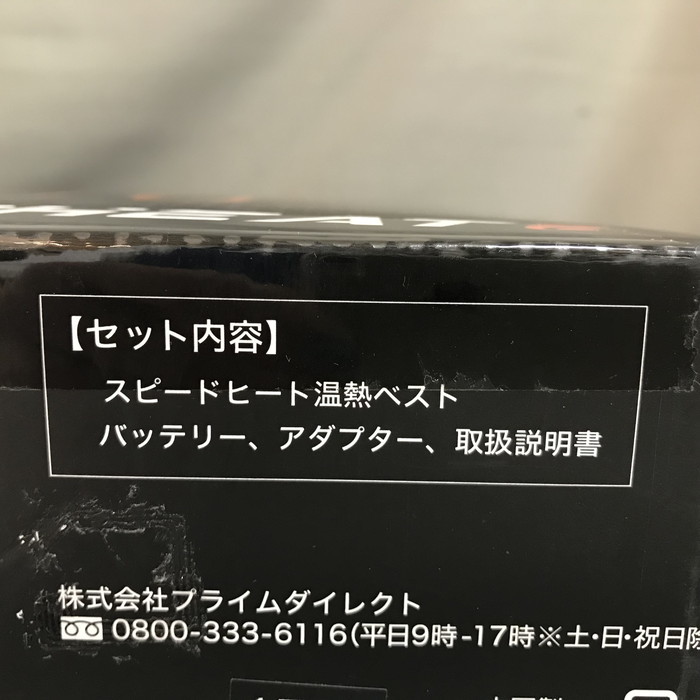 HEAT
【セット内容】
スピードヒート温熱ベスト
バッテリー、アダプター、取扱説明書
株式会社プライムダイレクト
0800-333-6116(平日9時-17時※土・日・祝日除